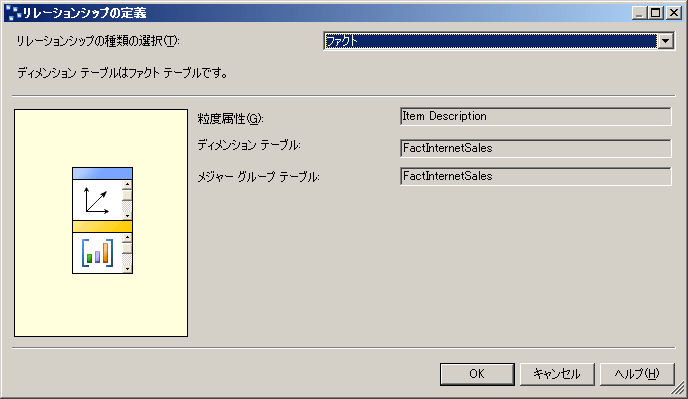 リレーションシップの定義
リレーションシップの種類の選択(T): ファクト
ディメンション テーブルはファクト テーブルです。
粒度属性(G): Item Description
ディメンション テーブル: FactInternetSales
メジャー グループ テーブル: FactInternetSales
OK キャンセル ヘルプ(H)